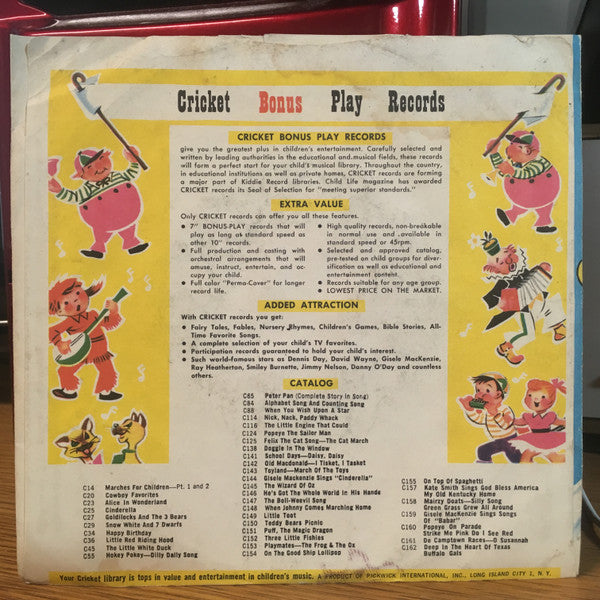 Cricket Bonus Play Records
CRICKET BONUS PLAY RECORDS
give you the greatest plus in children's entertainment. Carefully selected and
written by leading authorities in the educational and musical fields, these records
will form a perfect start for your child's musical library. Throughout the country,
in educational institutions as well as private homes, CRICKET records are forming
a major part of Kiddie Record libraries. Child Life magazine has awarded
CRICKET records its Seal of Selection for "meeting superior standards."
EXTRA VALUE
Only CRICKET records can offer you all these features.
• 7" BONUS-PLAY records that will
play as long as standard speed as
other 10" records.
• Full production and casting with
orchestral arrangements that will
amuse, instruct, entertain, and oc-
cupy your child.
• Full color "Perma-Cover" for longer
record life.
• High quality records, non-breakable
in normal use and available in
standard speed or 45rpm.
• Selected and approved catalog,
pre-tested on child groups for diver-
sification as well as educational and
entertainment content.
• Records suitable for any age group.
• LOWEST PRICE ON THE MARKET.
ADDED ATTRACTION
With CRICKET records you get:
• Fairy Tales, Fables, Nursery Rhymes, Children's Games, Bible Stories, All-
Time Favorite Songs.
• A complete selection of your child's TV favorites.
• Participation records guaranteed to hold your child's interest.
• Such world-famous stars as Dennis Day, David Wayne, Gisele MacKenzie,
Ray Heatherton, Smiley Burnette, Jimmy Nelson, Danny O'Day and countless
others.
CATALOG
C14 Marches For Children—Pt. 1 and 2
C20 Cowboy Favorites
C23 Alice in Wonderland
C25 Cinderella
C27 Goldilocks and The 3 Bears
C29 Snow White and 7 Dwarfs
C34 Happy Birthday
C36 Little Red Riding Hood
C45 The Little White Duck
C55 Hokey Pokey—Dilly Dally Song
C65 Peter Pan (Complete Story in Song)
C84 Alphabet Song And Counting Song
C88 When You Wish Upon A Star
C114 Nick, Nack, Paddy Whack
C116 The Little Engine That Could
C124 Popeye The Sailor Man
C125 Felix The Cat Song—The Cat March
C138 Doggie In The Window
C141 School Days—Daisy, Daisy
C142 Old Macdonald—I Tisket, I Tasket
C143 Toyland—March Of The Toys
C144 Gisele Mackenzie Sings "Cinderella"
C145 The Wizard Of Oz
C146 He's Got The Whole World In His Hands
C147 The Boll-Weevil Song
C148 When Johnny Comes Marching Home
C149 Little Toot
C150 Teddy Bears Picnic
C151 Puff, The Magic Dragon
C152 Three Little Fishies
C153 Playmates—The Frog & The Ox
C154 On The Good Ship Lollipop
C155 On Top Of Spaghetti
C157 Kate Smith Sings God Bless America
My Old Kentucky Home
C158 Mairzy Doats—Silly Song
Green Grass Grew All Around
C159 Gisele MacKenzie Sings Songs
Of "Babar"
C160 Popeye On Parade
Strike Me Pink Do I See Red
C161 De Camptown Races—O Susannah
C162 Deep In The Heart Of Texas
Buffalo Gals
Your Cricket library is tops in value and entertainment in children's music. A PRODUCT OF PICKWICK INTERNATIONAL, INC., LONG ISLAND CITY 1, N. Y.